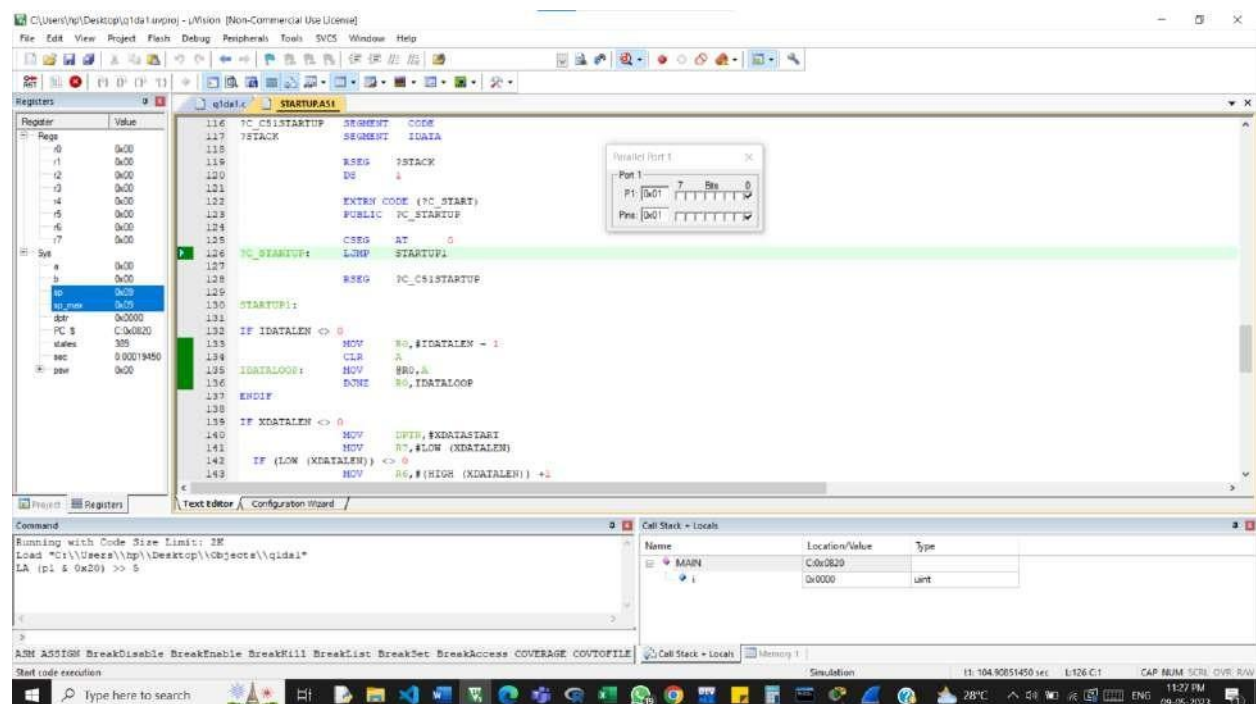 C:\Users\hp\Desktop\q1da1.uvproj - µVision [Non-Commercial Use License]
File Edit View Project Flash Debug Peripherals Tools SVCS Window Help
Registers
q1da1.c STARTUP.A51
Register Value
Regs
r0 0x00
r1 0x00
r2 0x00
r3 0x00
r4 0x00
r5 0x00
r6 0x00
r7 0x00
Sys
a 0x00
b 0x00
sp 0x09
sp_max 0x09
dptr 0x0000
PC $ C:0x0820
states 389
sec 0.00019450
psw 0x00
116 ?C_C51STARTUP SEGMENT CODE
117 ?STACK SEGMENT IDATA
118
119 RSEG ?STACK
120 DS 1
121
122 EXTRN CODE (?C_START)
123 PUBLIC ?C_STARTUP
124
125 CSEG AT 0
126 ?C_STARTUP: LJMP STARTUP1
127
128 RSEG ?C_C51STARTUP
129
130 STARTUP1:
131
132 IF IDATALEN <> 0
133 MOV R0,#IDATALEN - 1
134 CLR A
135 IDATALOOP: MOV @R0,A
136 DJNZ R0,IDATALOOP
137 ENDIF
138
139 IF XDATALEN <> 0
140 MOV DPTR,#XDATASTART
141 MOV R7,#LOW (XDATALEN)
142 IF (LOW (XDATALEN)) <> 0
143 MOV R6,#(HIGH (XDATALEN)) +1
Parallel Port 1
Port 1
7 Bits 0
P1: 0x01
Pins: 0x01
Project Registers
Text Editor Configuration Wizard
Command
Running with Code Size Limit: 2K
Load "C:\\Users\\hp\\Desktop\\Objects\\q1da1"
LA (p1 & 0x20) >> 5
>
ASM ASSIGN BreakDisable BreakEnable BreakKill BreakList BreakSet BreakAccess COVERAGE COVTOFILE
Call Stack + Locals
Name Location/Value Type
MAIN C:0x0820
i 0x0000 uint
Call Stack + Locals Memory 1
Start code execution Simulation t1: 104.90851450 sec L:126 C:1 CAP NUM SCRL OVR R/W
Type here to search
28°C ENG
11:27 PM
09-05-2023